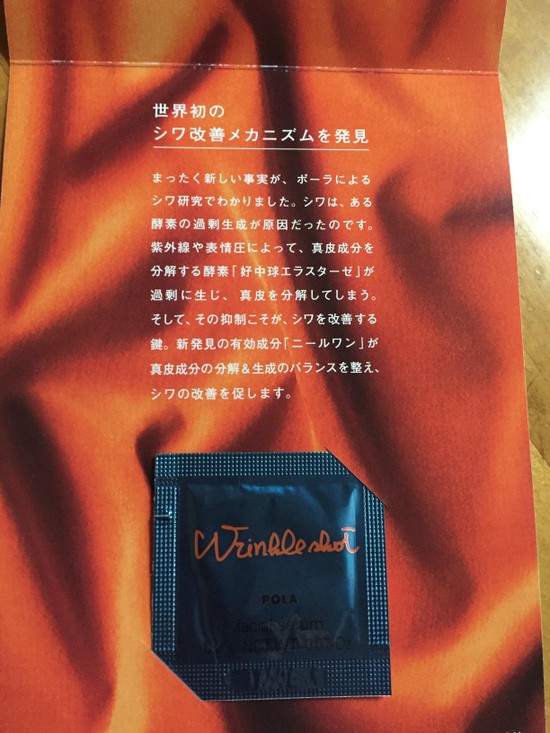 世界初の
シワ改善メカニズムを発見
まったく新しい事実が、ポーラによる
シワ研究でわかりました。シワは、ある
酵素の過剰生成が原因だったのです。
紫外線や表情圧によって、真皮成分を
分解する酵素「好中球エラスターゼ」が
過剰に生じ、真皮を分解してしまう。
そして、その抑制こそが、シワを改善する
鍵。新発見の有効成分「ニールワン」が
真皮成分の分解&生成のバランスを整え、
シワの改善を促します。
Wrinkle shot
POLA
facial serum